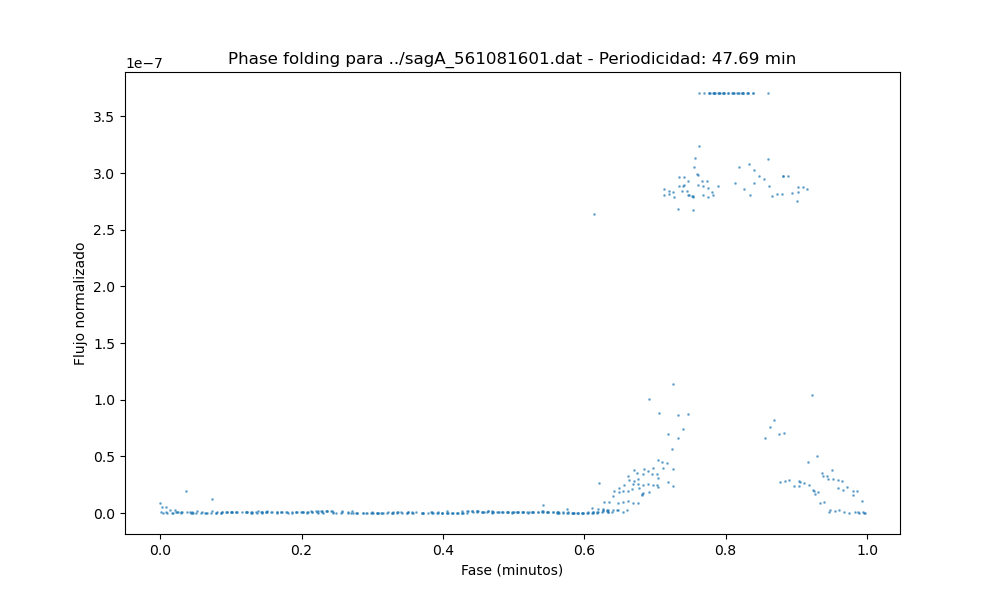 Phase folding para ../sagA_561081601.dat - Periodicidad: 47.69 min
1e−7
3.5
3.0
2.5
2.0
1.5
1.0
0.5
0.0
Flujo normalizado
0.0 0.2 0.4 0.6 0.8 1.0
Fase (minutos)